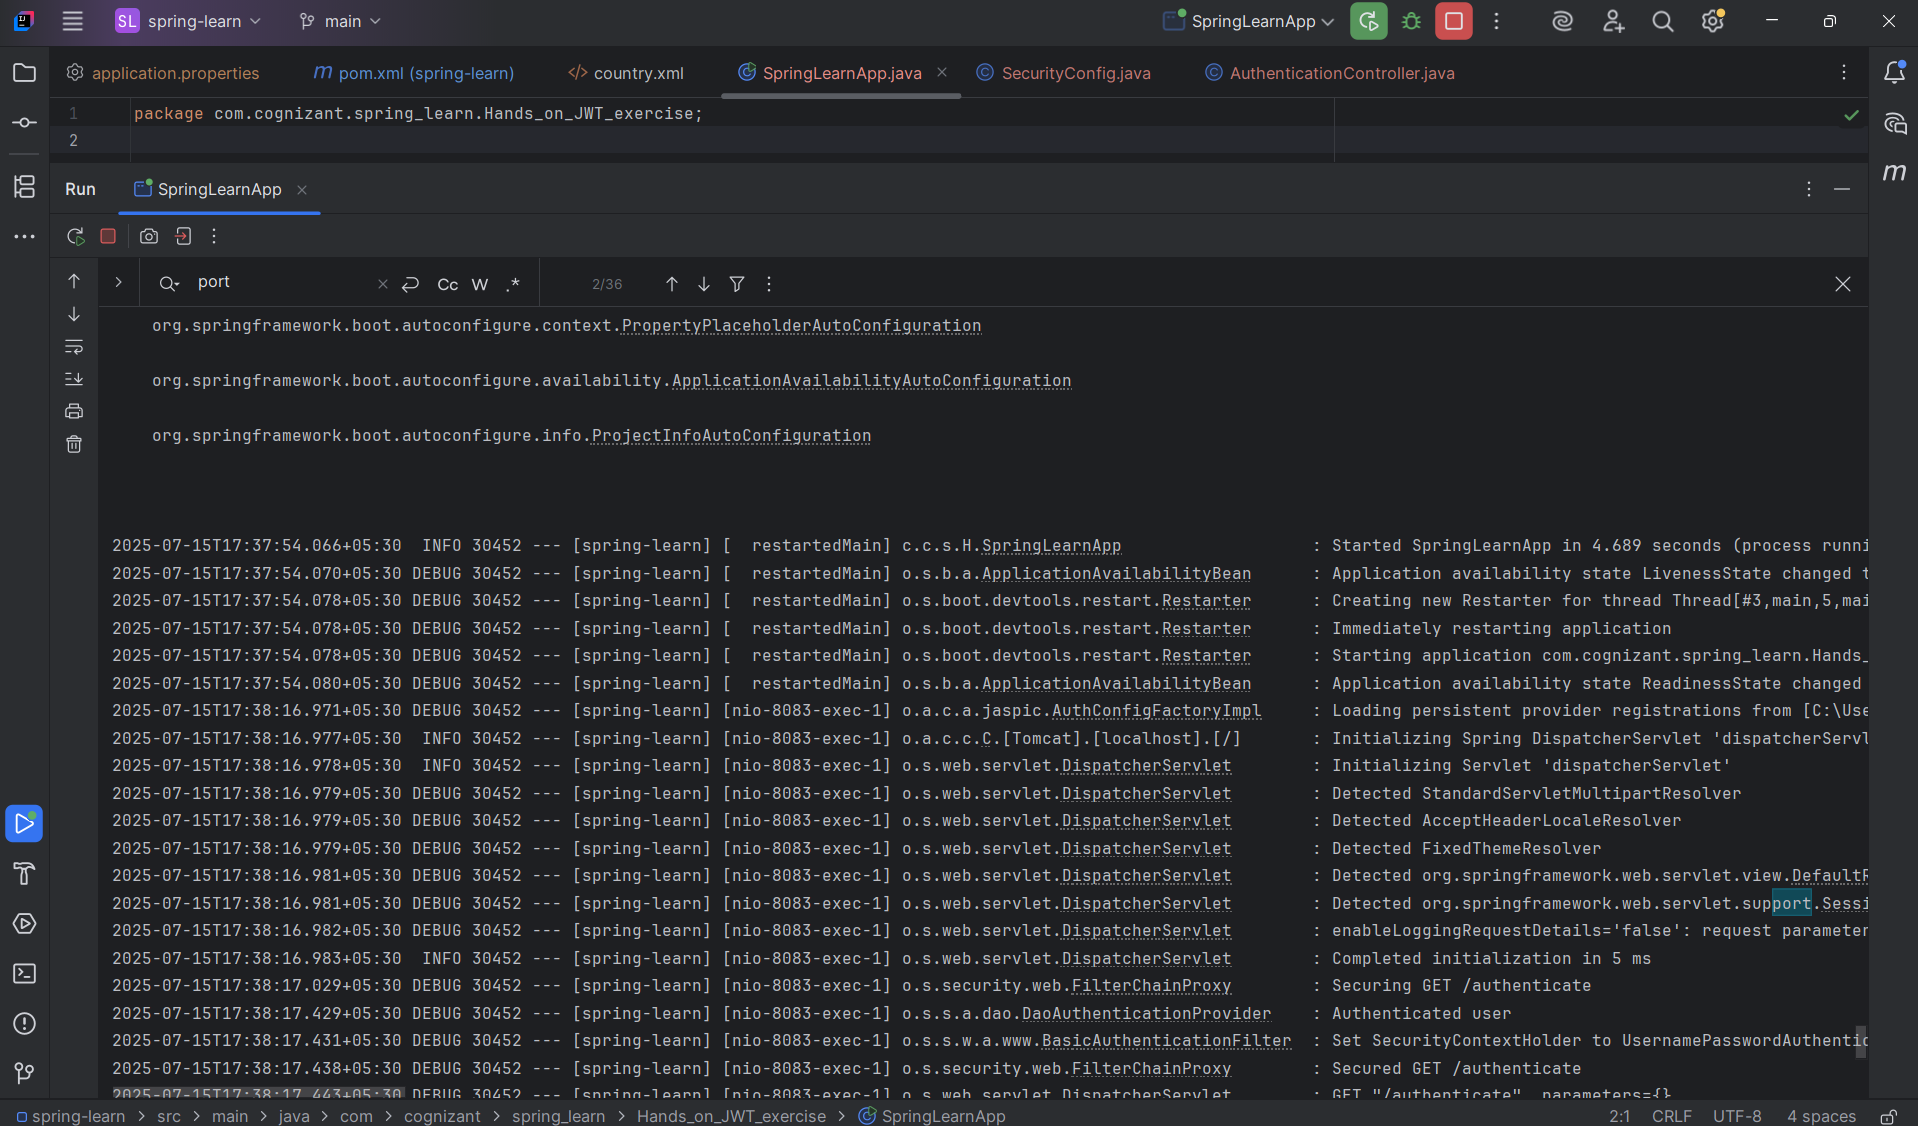 SL spring-learn main SpringLearnApp
application.properties m pom.xml (spring-learn) </> country.xml SpringLearnApp.java SecurityConfig.java AuthenticationController.java
1 package com.cognizant.spring_learn.Hands_on_JWT_exercise;
2
Run SpringLearnApp
port Cc W .* 2/36
org.springframework.boot.autoconfigure.context.PropertyPlaceholderAutoConfiguration
org.springframework.boot.autoconfigure.availability.ApplicationAvailabilityAutoConfiguration
org.springframework.boot.autoconfigure.info.ProjectInfoAutoConfiguration
2025-07-15T17:37:54.066+05:30  INFO 30452 --- [spring-learn] [  restartedMain] c.c.s.H.SpringLearnApp : Started SpringLearnApp in 4.689 seconds (process runni
2025-07-15T17:37:54.070+05:30 DEBUG 30452 --- [spring-learn] [  restartedMain] o.s.b.a.ApplicationAvailabilityBean : Application availability state LivenessState changed t
2025-07-15T17:37:54.078+05:30 DEBUG 30452 --- [spring-learn] [  restartedMain] o.s.boot.devtools.restart.Restarter : Creating new Restarter for thread Thread[#3,main,5,mai
2025-07-15T17:37:54.078+05:30 DEBUG 30452 --- [spring-learn] [  restartedMain] o.s.boot.devtools.restart.Restarter : Immediately restarting application
2025-07-15T17:37:54.078+05:30 DEBUG 30452 --- [spring-learn] [  restartedMain] o.s.boot.devtools.restart.Restarter : Starting application com.cognizant.spring_learn.Hands_
2025-07-15T17:37:54.080+05:30 DEBUG 30452 --- [spring-learn] [  restartedMain] o.s.b.a.ApplicationAvailabilityBean : Application availability state ReadinessState changed
2025-07-15T17:38:16.971+05:30 DEBUG 30452 --- [spring-learn] [nio-8083-exec-1] o.a.c.a.jaspic.AuthConfigFactoryImpl : Loading persistent provider registrations from [C:\Use
2025-07-15T17:38:16.977+05:30  INFO 30452 --- [spring-learn] [nio-8083-exec-1] o.a.c.c.C.[Tomcat].[localhost].[/] : Initializing Spring DispatcherServlet 'dispatcherServl
2025-07-15T17:38:16.978+05:30  INFO 30452 --- [spring-learn] [nio-8083-exec-1] o.s.web.servlet.DispatcherServlet : Initializing Servlet 'dispatcherServlet'
2025-07-15T17:38:16.979+05:30 DEBUG 30452 --- [spring-learn] [nio-8083-exec-1] o.s.web.servlet.DispatcherServlet : Detected StandardServletMultipartResolver
2025-07-15T17:38:16.979+05:30 DEBUG 30452 --- [spring-learn] [nio-8083-exec-1] o.s.web.servlet.DispatcherServlet : Detected AcceptHeaderLocaleResolver
2025-07-15T17:38:16.979+05:30 DEBUG 30452 --- [spring-learn] [nio-8083-exec-1] o.s.web.servlet.DispatcherServlet : Detected FixedThemeResolver
2025-07-15T17:38:16.981+05:30 DEBUG 30452 --- [spring-learn] [nio-8083-exec-1] o.s.web.servlet.DispatcherServlet : Detected org.springframework.web.servlet.view.DefaultR
2025-07-15T17:38:16.981+05:30 DEBUG 30452 --- [spring-learn] [nio-8083-exec-1] o.s.web.servlet.DispatcherServlet : Detected org.springframework.web.servlet.support.Sessi
2025-07-15T17:38:16.982+05:30 DEBUG 30452 --- [spring-learn] [nio-8083-exec-1] o.s.web.servlet.DispatcherServlet : enableLoggingRequestDetails='false': request parameter
2025-07-15T17:38:16.983+05:30  INFO 30452 --- [spring-learn] [nio-8083-exec-1] o.s.web.servlet.DispatcherServlet : Completed initialization in 5 ms
2025-07-15T17:38:17.029+05:30 DEBUG 30452 --- [spring-learn] [nio-8083-exec-1] o.s.security.web.FilterChainProxy : Securing GET /authenticate
2025-07-15T17:38:17.429+05:30 DEBUG 30452 --- [spring-learn] [nio-8083-exec-1] o.s.s.a.dao.DaoAuthenticationProvider : Authenticated user
2025-07-15T17:38:17.431+05:30 DEBUG 30452 --- [spring-learn] [nio-8083-exec-1] o.s.s.w.a.www.BasicAuthenticationFilter : Set SecurityContextHolder to UsernamePasswordAuthentic
2025-07-15T17:38:17.438+05:30 DEBUG 30452 --- [spring-learn] [nio-8083-exec-1] o.s.security.web.FilterChainProxy : Secured GET /authenticate
2025-07-15T17:38:17.443+05:30 DEBUG 30452 --- [spring-learn] [nio-8083-exec-1] o.s.web.servlet.DispatcherServlet : GET "/authenticate", parameters={}
spring-learn > src > main > java > com > cognizant > spring_learn > Hands_on_JWT_exercise > SpringLearnApp 2:1 CRLF UTF-8 4 spaces